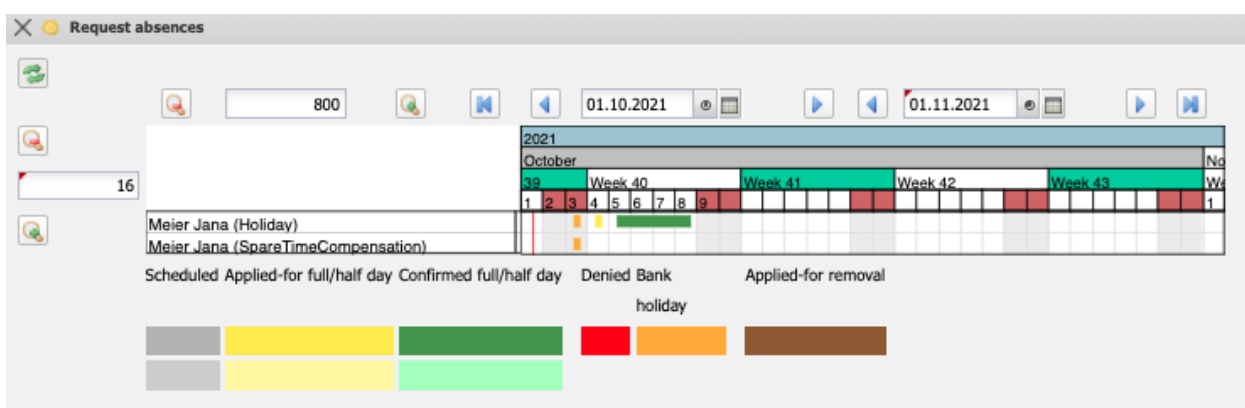 Request absences
800 01.10.2021 01.11.2021
2021
October No
39 Week 40 Week 41 Week 42 Week 43 We
16
1 2 3 4 5 6 7 8 9 1
Meier Jana (Holiday)
Meier Jana (SpareTimeCompensation)
Scheduled Applied-for full/half day Confirmed full/half day Denied Bank holiday Applied-for removal